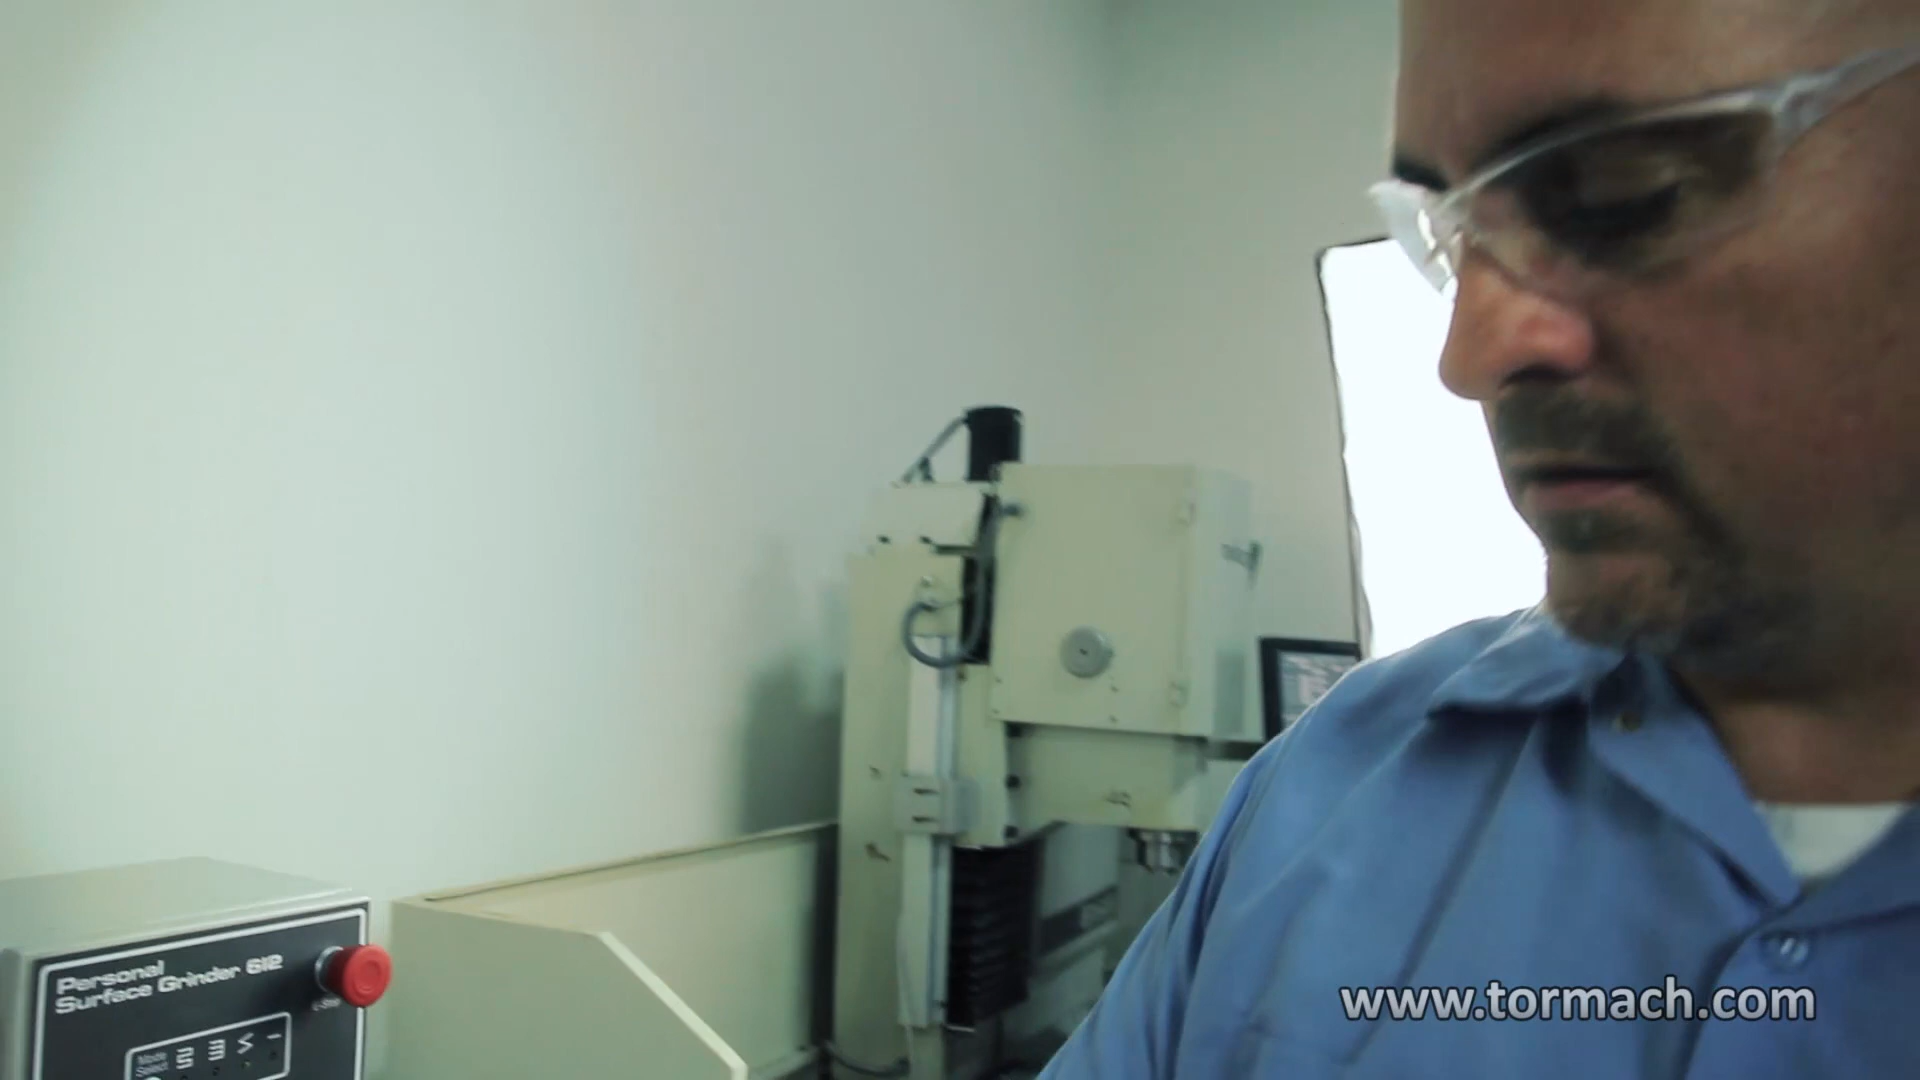 Personal
Surface Grinder 612
Mode
Select
www.tormach.com